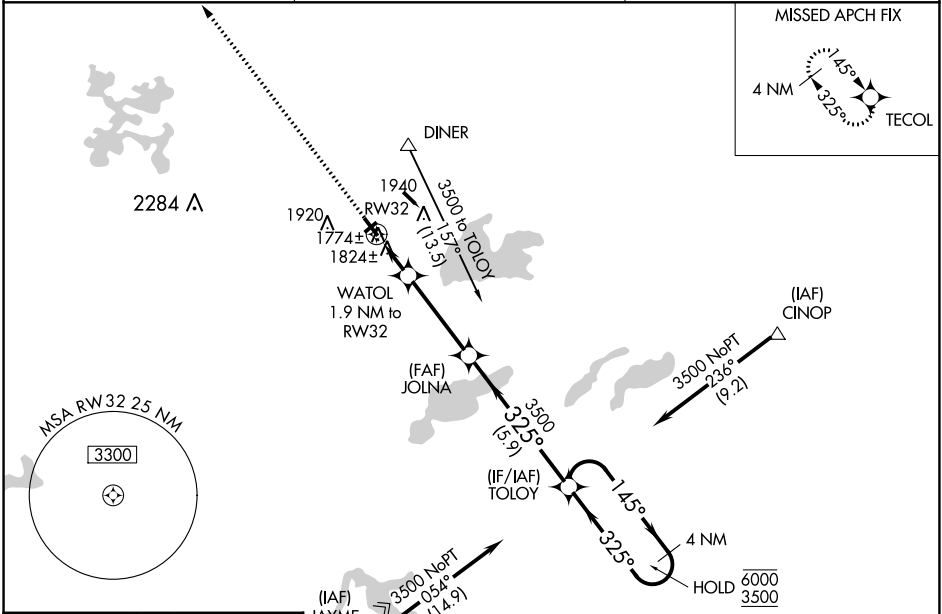 MISSED APCH FIX
4 NM
145°
325°
TECOL
DINER
3500 to TOLOY
157°
(13.5)
2284
1940
1920
RW32
1774±
1824±
WATOL
1.9 NM to
RW32
(IAF)
CINOP
3500 NoPT
236°
(9.2)
(FAF)
JOLNA
3500
325°
(5.9)
MSA RW32 25 NM
3300
(IF/IAF)
TOLOY
145°
325°
4 NM
HOLD
6000
3500
3500 NoPT
054°
(14.9)
(IAF)
JAYME